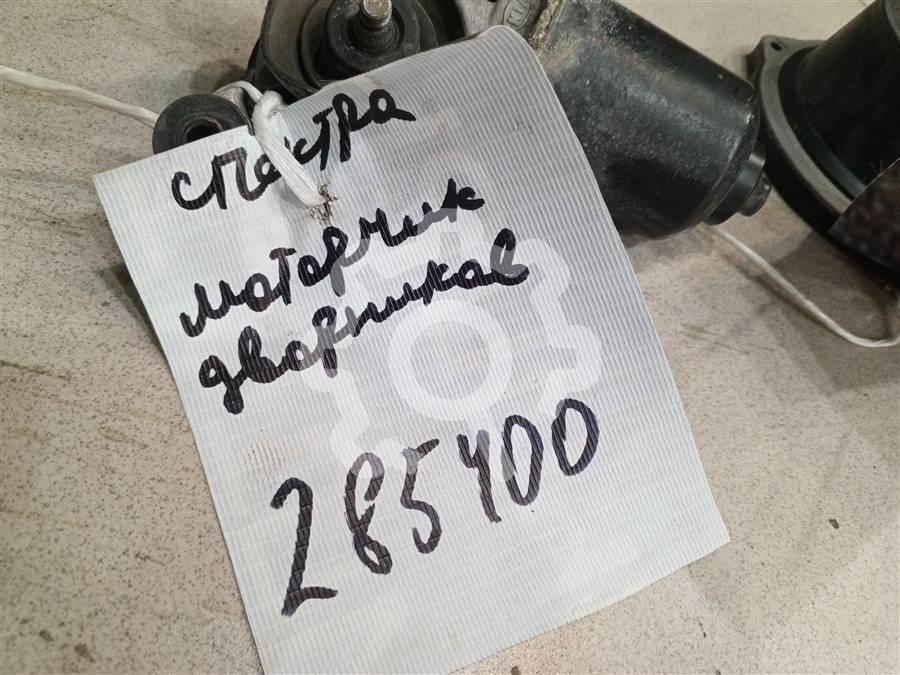 спектра
моторчик
дворников
285400